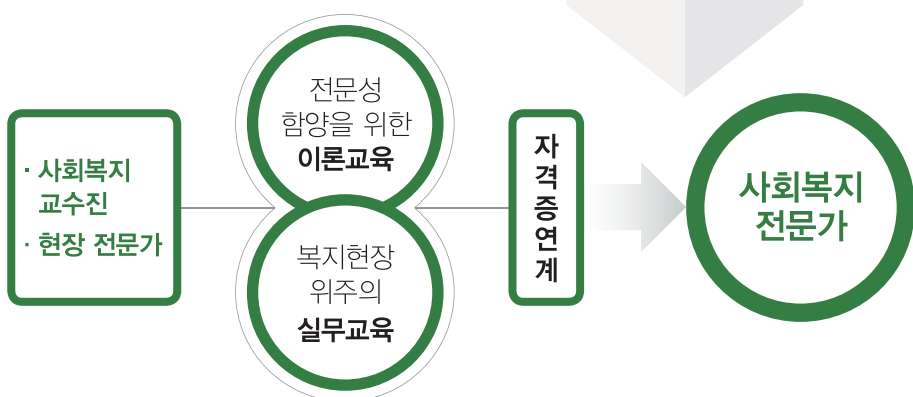 · 사회복지
교수진
· 현장 전문가
전문성
함양을 위한
이론교육
복지현장
위주의
실무교육
자
격
증
연
계
사회복지
전문가